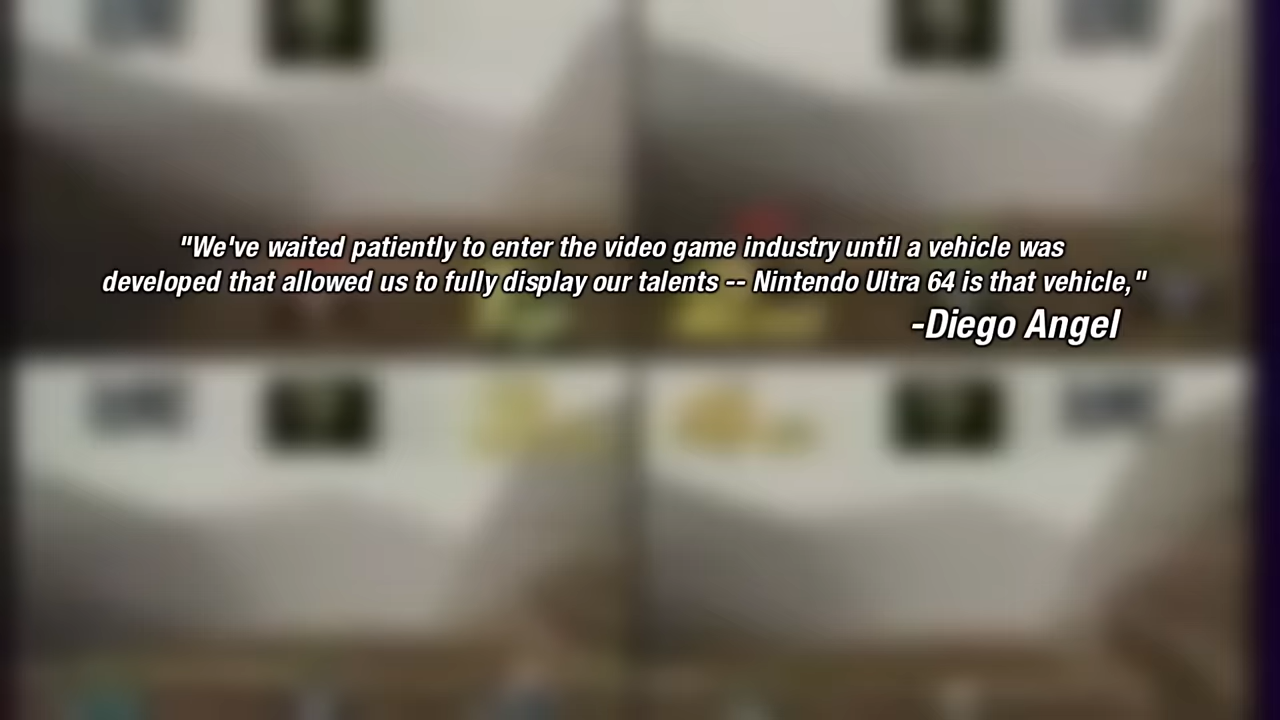 "We've waited patiently to enter the video game industry until a vehicle was
developed that allowed us to fully display our talents -- Nintendo Ultra 64 is that vehicle,"
-Diego Angel